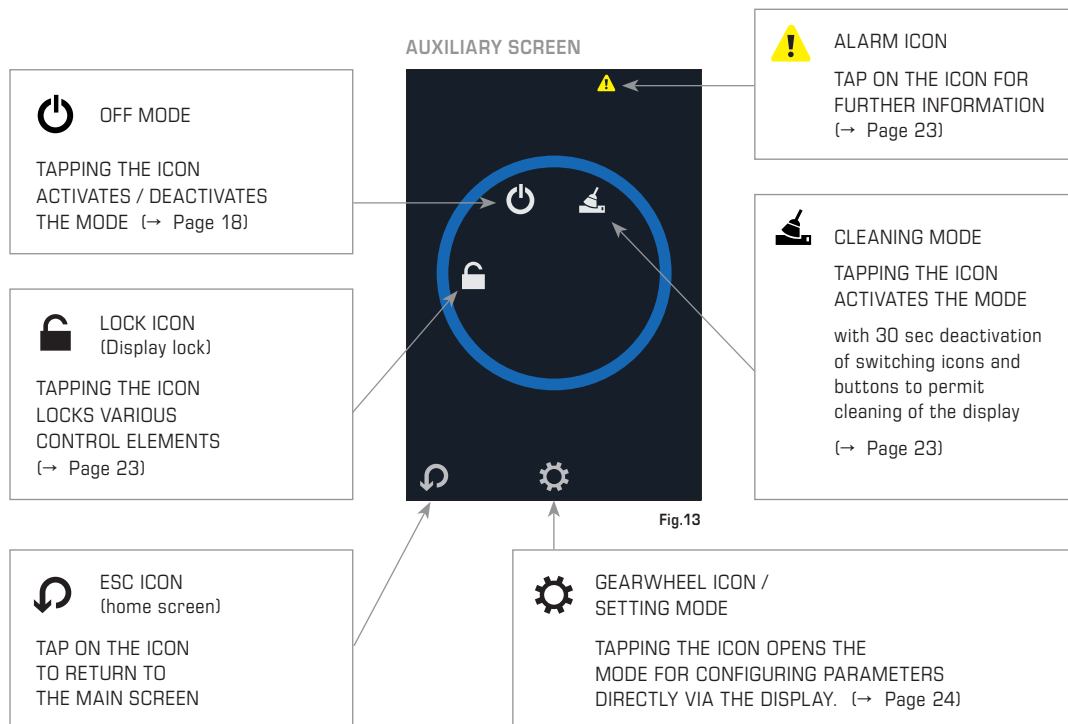 AUXILIARY SCREEN
OFF MODE
TAPPING THE ICON
ACTIVATES / DEACTIVATES
THE MODE (→ Page 18)
LOCK ICON
(Display lock)
TAPPING THE ICON
LOCKS VARIOUS
CONTROL ELEMENTS
(→ Page 23)
ESC ICON
(home screen)
TAP ON THE ICON
TO RETURN TO
THE MAIN SCREEN
ALARM ICON
TAP ON THE ICON FOR
FURTHER INFORMATION
(→ Page 23)
CLEANING MODE
TAPPING THE ICON
ACTIVATES THE MODE
with 30 sec deactivation
of switching icons and
buttons to permit
cleaning of the display
(→ Page 23)
Fig.13
GEARWHEEL ICON /
SETTING MODE
TAPPING THE ICON OPENS THE
MODE FOR CONFIGURING PARAMETERS
DIRECTLY VIA THE DISPLAY. (→ Page 24)